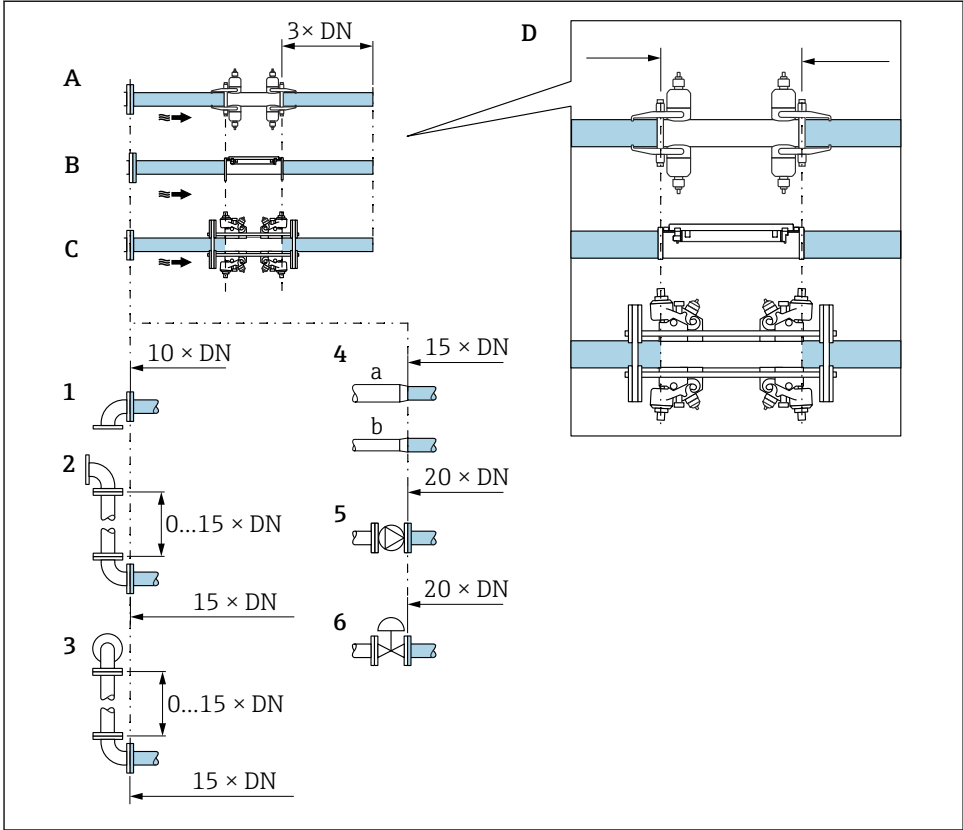 3× DN
D
A
B
C
10 × DN
4
15 × DN
1
a
b
2
20 × DN
0...15 × DN
5
20 × DN
15 × DN
6
3
0...15 × DN
15 × DN